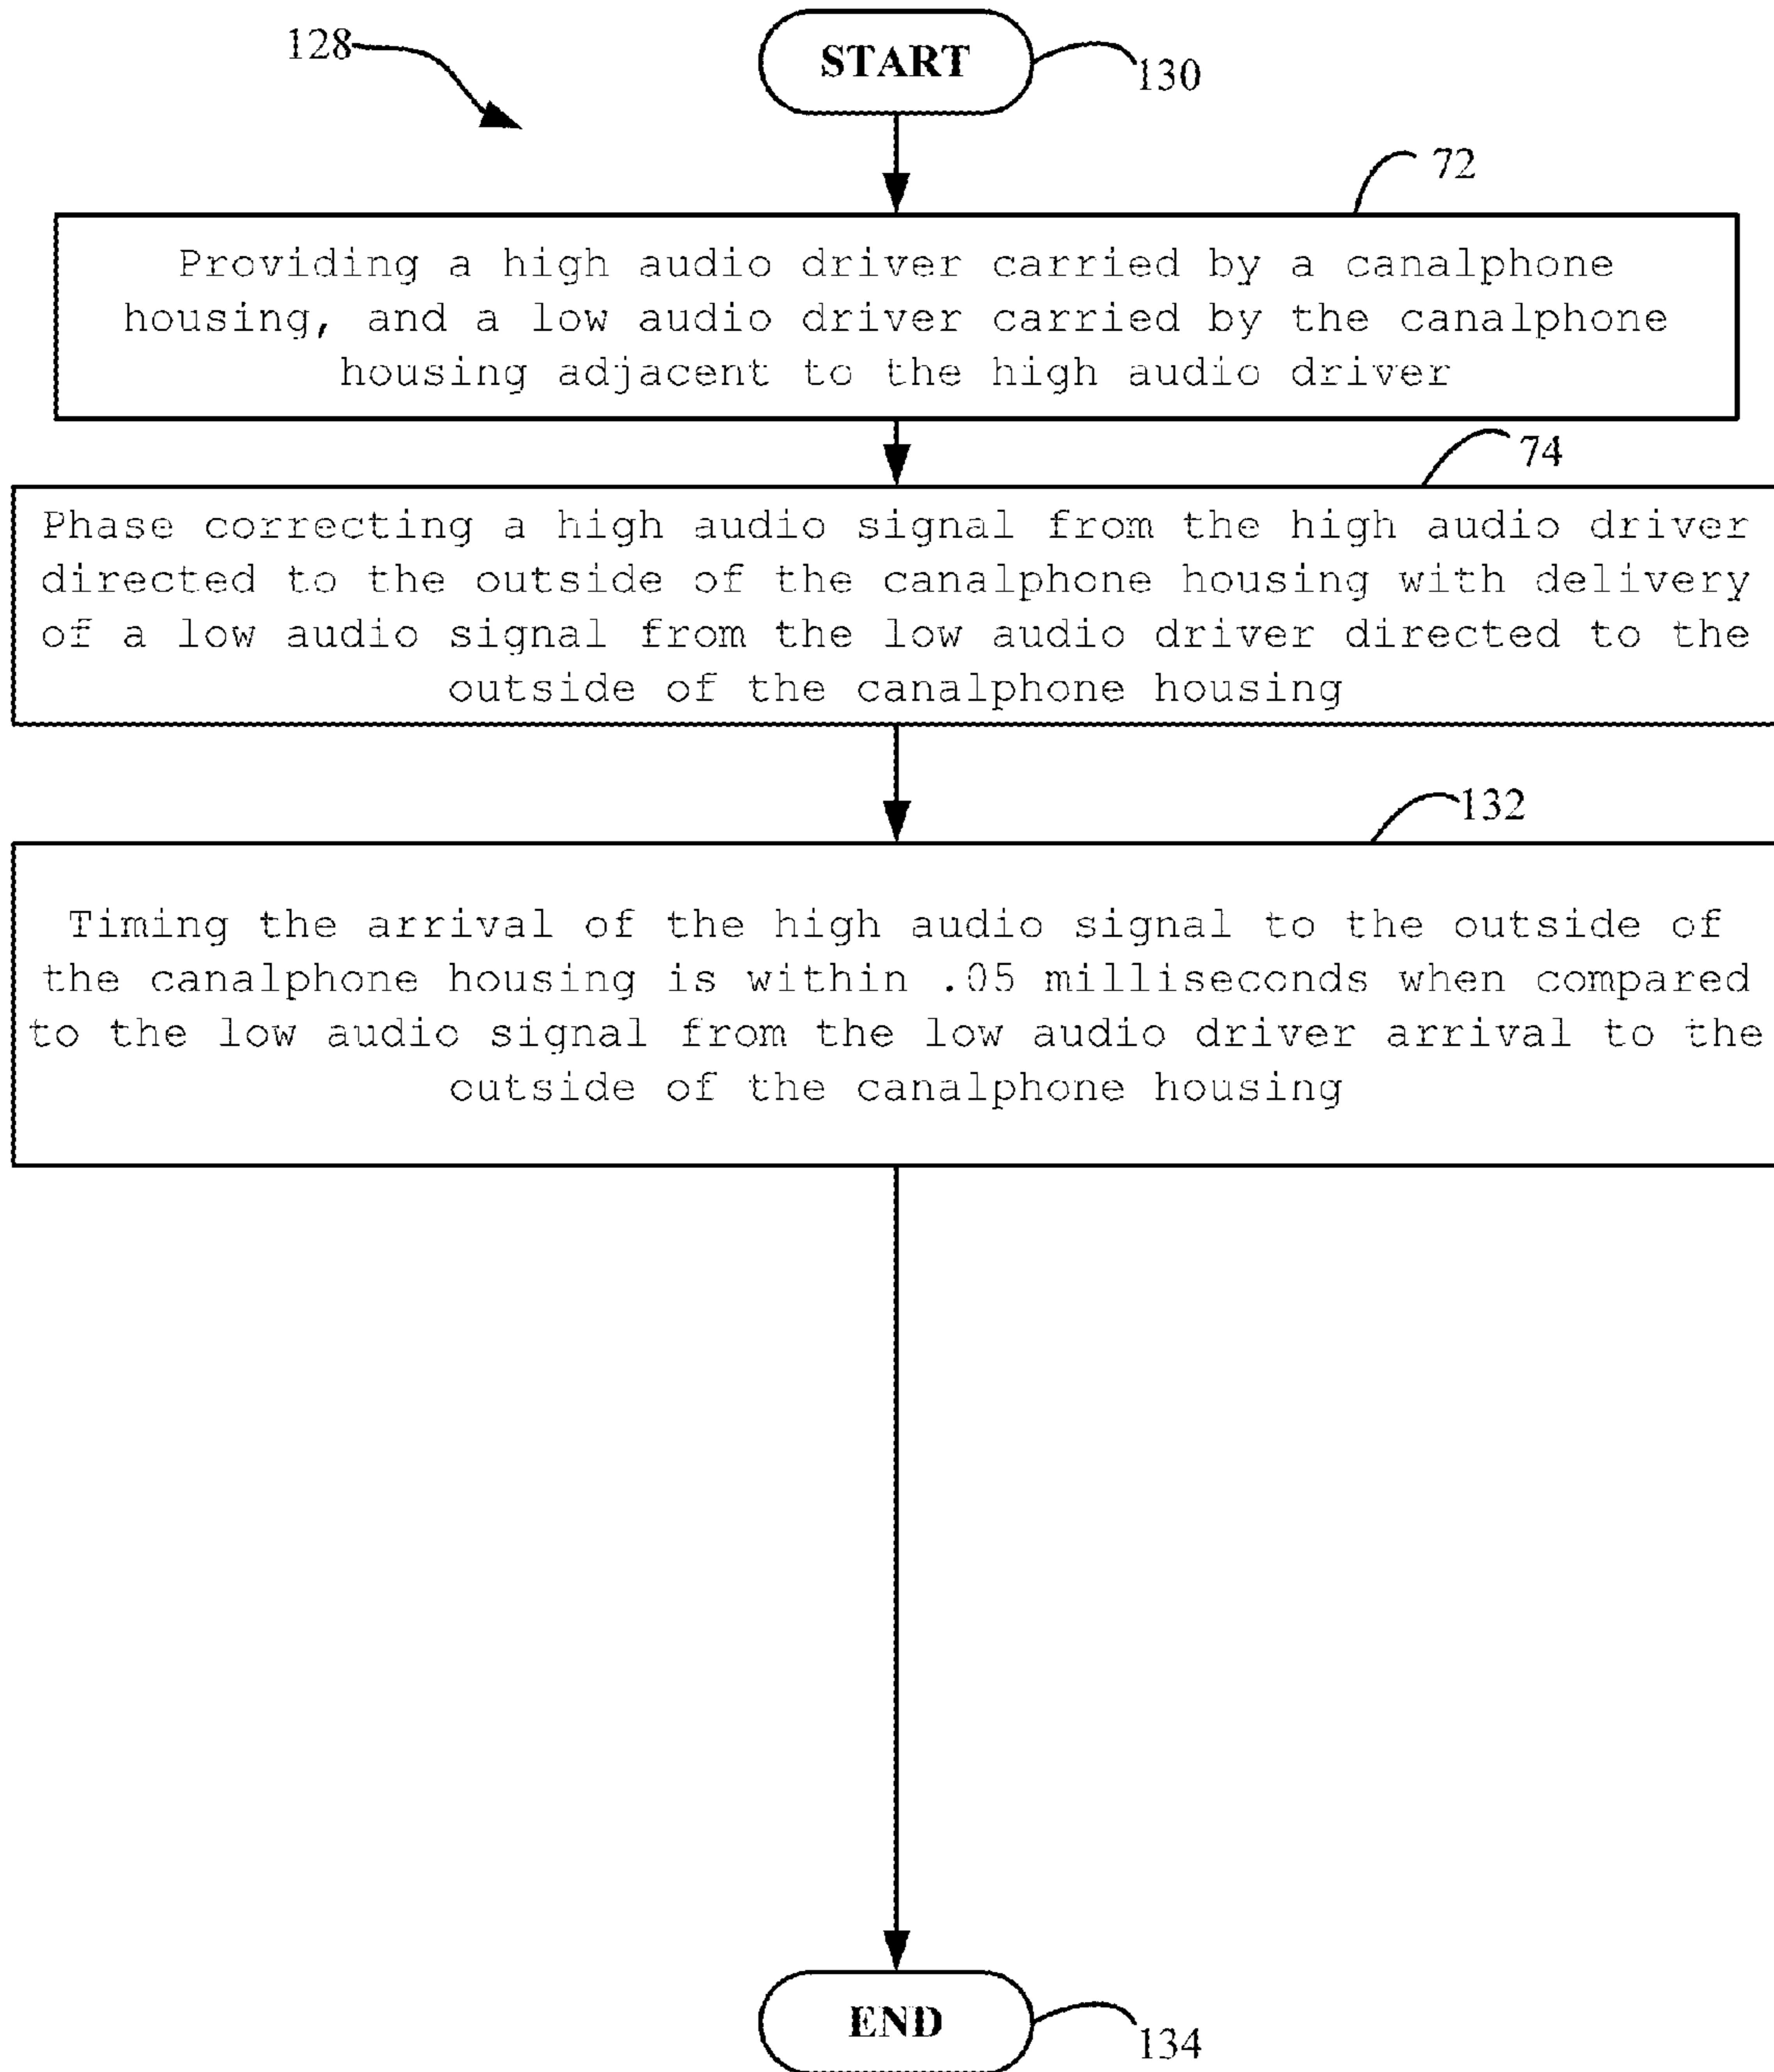 128
START
130
72
Providing a high audio driver carried by a canalphone
housing, and a low audio driver carried by the canalphone
housing adjacent to the high audio driver
74
Phase correcting a high audio signal from the high audio driver
directed to the outside of the canalphone housing with delivery
of a low audio signal from the low audio driver directed to the
outside of the canalphone housing
132
Timing the arrival of the high audio signal to the outside of
the canalphone housing is within .05 milliseconds when compared
to the low audio signal from the low audio driver arrival to the
outside of the canalphone housing
END
134